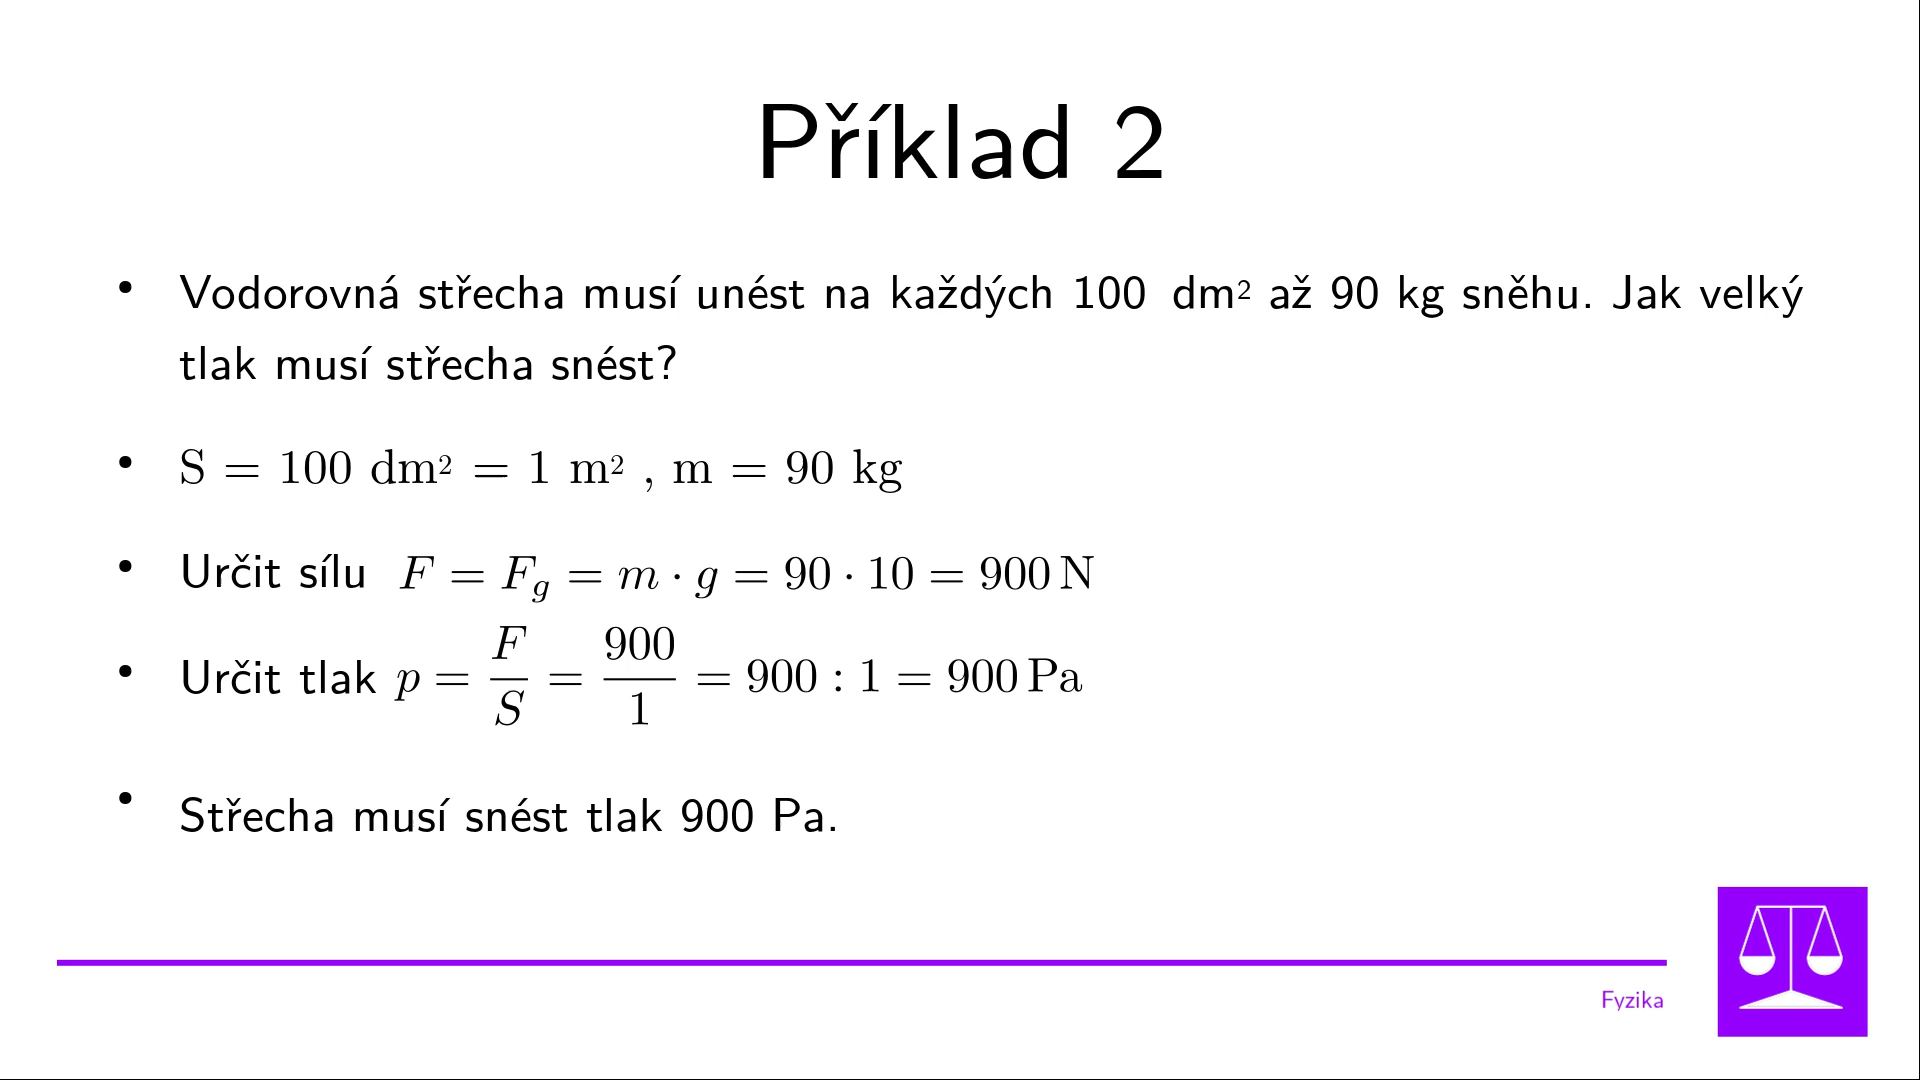 Příklad 2
• Vodorovná střecha musí unést na každých 100 dm² až 90 kg sněhu. Jak velký
tlak musí střecha snést?
• S = 100 dm² = 1 m² , m = 90 kg
• Určit sílu F = F_g = m · g = 90 · 10 = 900 N
• Určit tlak p = F/S = 900/1 = 900 : 1 = 900 Pa
• Střecha musí snést tlak 900 Pa.
Fyzika